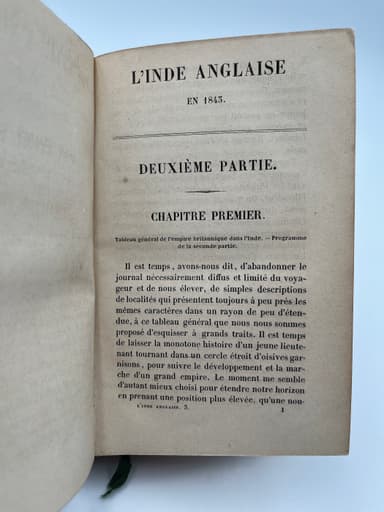 L'INDE ANGLAISE
EN 1843.
DEUXIÈME PARTIE.
CHAPITRE PREMIER.
Tableau général de l'empire britannique dans l'Inde. — Programme
de la seconde partie.
Il est temps, avons-nous dit, d'abandonner le
journal nécessairement diffus et limité du voya-
geur et de nous élever, de simples descriptions
de localités qui présentent toujours à peu près les
mêmes caractères dans un rayon de peu d'éten-
due, à ce tableau général que nous nous sommes
proposé d'esquisser à grands traits. Il est temps
de laisser la monotone histoire d'un jeune lieute-
nant tournant dans un cercle étroit d'oisives gar-
nisons, pour suivre le développement et la mar-
che d'un grand empire. Le moment me semble
d'autant mieux choisi pour étendre notre horizon
en prenant une position plus élevée, qu'une nou-
L'INDE ANGLAISE. 2. 1